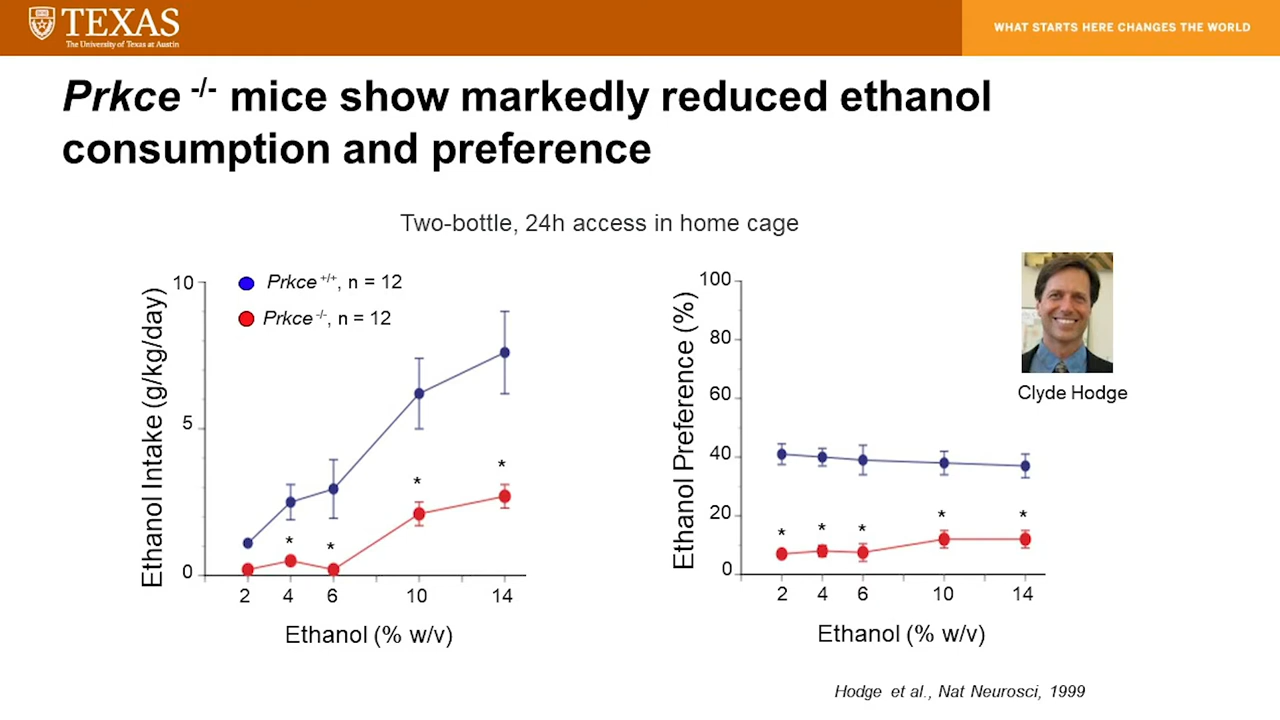 TEXAS
The University of Texas at Austin
WHAT STARTS HERE CHANGES THE WORLD
Prkce -/- mice show markedly reduced ethanol
consumption and preference
Two-bottle, 24h access in home cage
Ethanol Intake (g/kg/day)
10
5
0
Prkce +/+, n = 12
Prkce -/-, n = 12
* * * *
2 4 6 10 14
Ethanol (% w/v)
Ethanol Preference (%)
100
80
60
40
20
0
* * * * *
2 4 6 10 14
Ethanol (% w/v)
Clyde Hodge
Hodge et al., Nat Neurosci, 1999